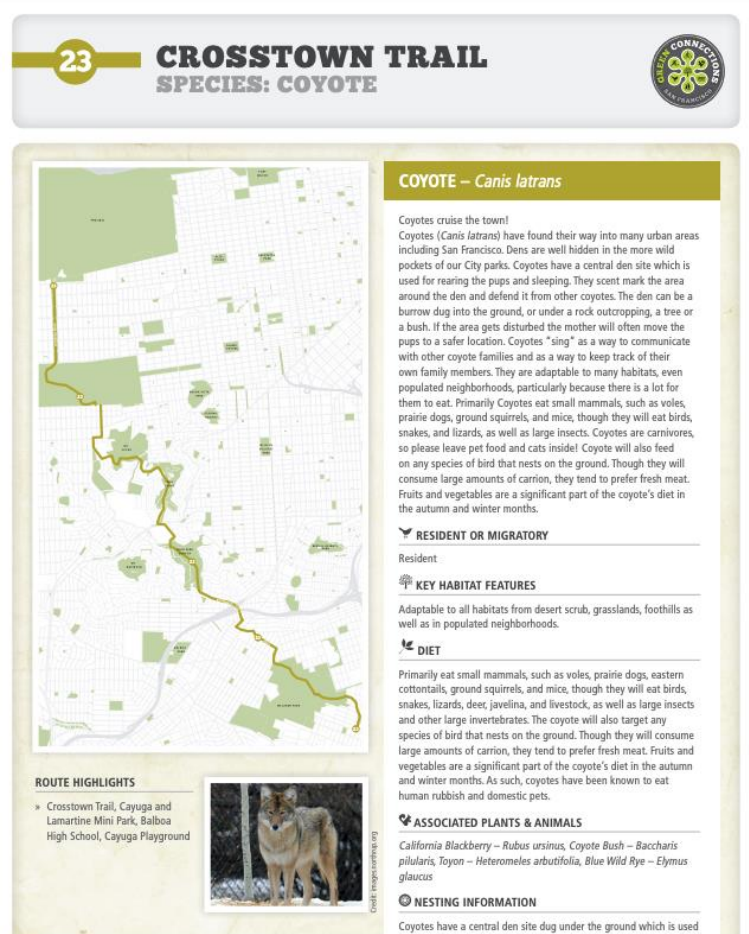 23
CROSSTOWN TRAIL
SPECIES: COYOTE
GREEN CONNECTIONS
SAN FRANCISCO
COYOTE – Canis latrans
Coyotes cruise the town!
Coyotes (Canis latrans) have found their way into many urban areas
including San Francisco. Dens are well hidden in the more wild
pockets of our City parks. Coyotes have a central den site which is
used for rearing the pups and sleeping. They scent mark the area
around the den and defend it from other coyotes. The den can be a
burrow dug into the ground, or under a rock outcropping, a tree or
a bush. If the area gets disturbed the mother will often move the
pups to a safer location. Coyotes "sing" as a way to communicate
with other coyote families and as a way to keep track of their
own family members. They are adaptable to many habitats, even
populated neighborhoods, particularly because there is a lot for
them to eat. Primarily Coyotes eat small mammals, such as voles,
prairie dogs, ground squirrels, and mice, though they will eat birds,
snakes, and lizards, as well as large insects. Coyotes are carnivores,
so please leave pet food and cats inside! Coyote will also feed
on any species of bird that nests on the ground. Though they will
consume large amounts of carrion, they tend to prefer fresh meat.
Fruits and vegetables are a significant part of the coyote's diet in
the autumn and winter months.
RESIDENT OR MIGRATORY
Resident
KEY HABITAT FEATURES
Adaptable to all habitats from desert scrub, grasslands, foothills as
well as in populated neighborhoods.
DIET
Primarily eat small mammals, such as voles, prairie dogs, eastern
cottontails, ground squirrels, and mice, though they will eat birds,
snakes, lizards, deer, javelina, and livestock, as well as large insects
and other large invertebrates. The coyote will also target any
species of bird that nests on the ground. Though they will consume
large amounts of carrion, they tend to prefer fresh meat. Fruits and
vegetables are a significant part of the coyote's diet in the autumn
and winter months. As such, coyotes have been known to eat
human rubbish and domestic pets.
ASSOCIATED PLANTS & ANIMALS
California Blackberry – Rubus ursinus, Coyote Bush – Baccharis
pilularis, Toyon – Heteromeles arbutifolia, Blue Wild Rye – Elymus
glaucus
NESTING INFORMATION
Coyotes have a central den site dug under the ground which is used
ROUTE HIGHLIGHTS
» Crosstown Trail, Cayuga and
Lamartine Mini Park, Balboa
High School, Cayuga Playground
Credit: images.northrup.org